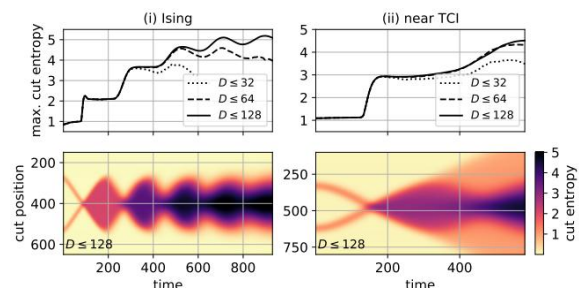 (i) Ising
(ii) near TCI
max. cut entropy
5
4
3
2
1
D ≤ 32
D ≤ 64
D ≤ 128
5
4
3
2
1
D ≤ 32
D ≤ 64
D ≤ 128
cut position
200
400
600
D ≤ 128
200
400
600
800
time
250
500
750
D ≤ 128
200
400
time
5
4
3
2
1
cut entropy